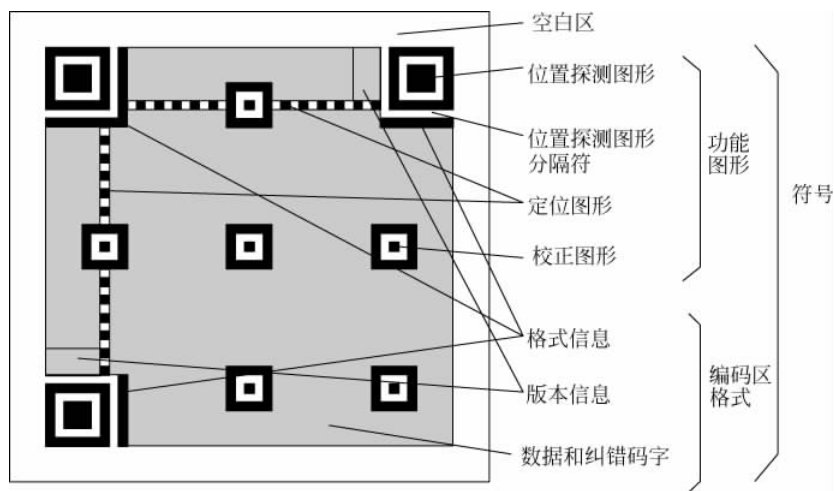 空白区
位置探测图形
位置探测图形
分隔符
定位图形
校正图形
格式信息
版本信息
数据和纠错码字
功能
图形
编码区
格式
符号